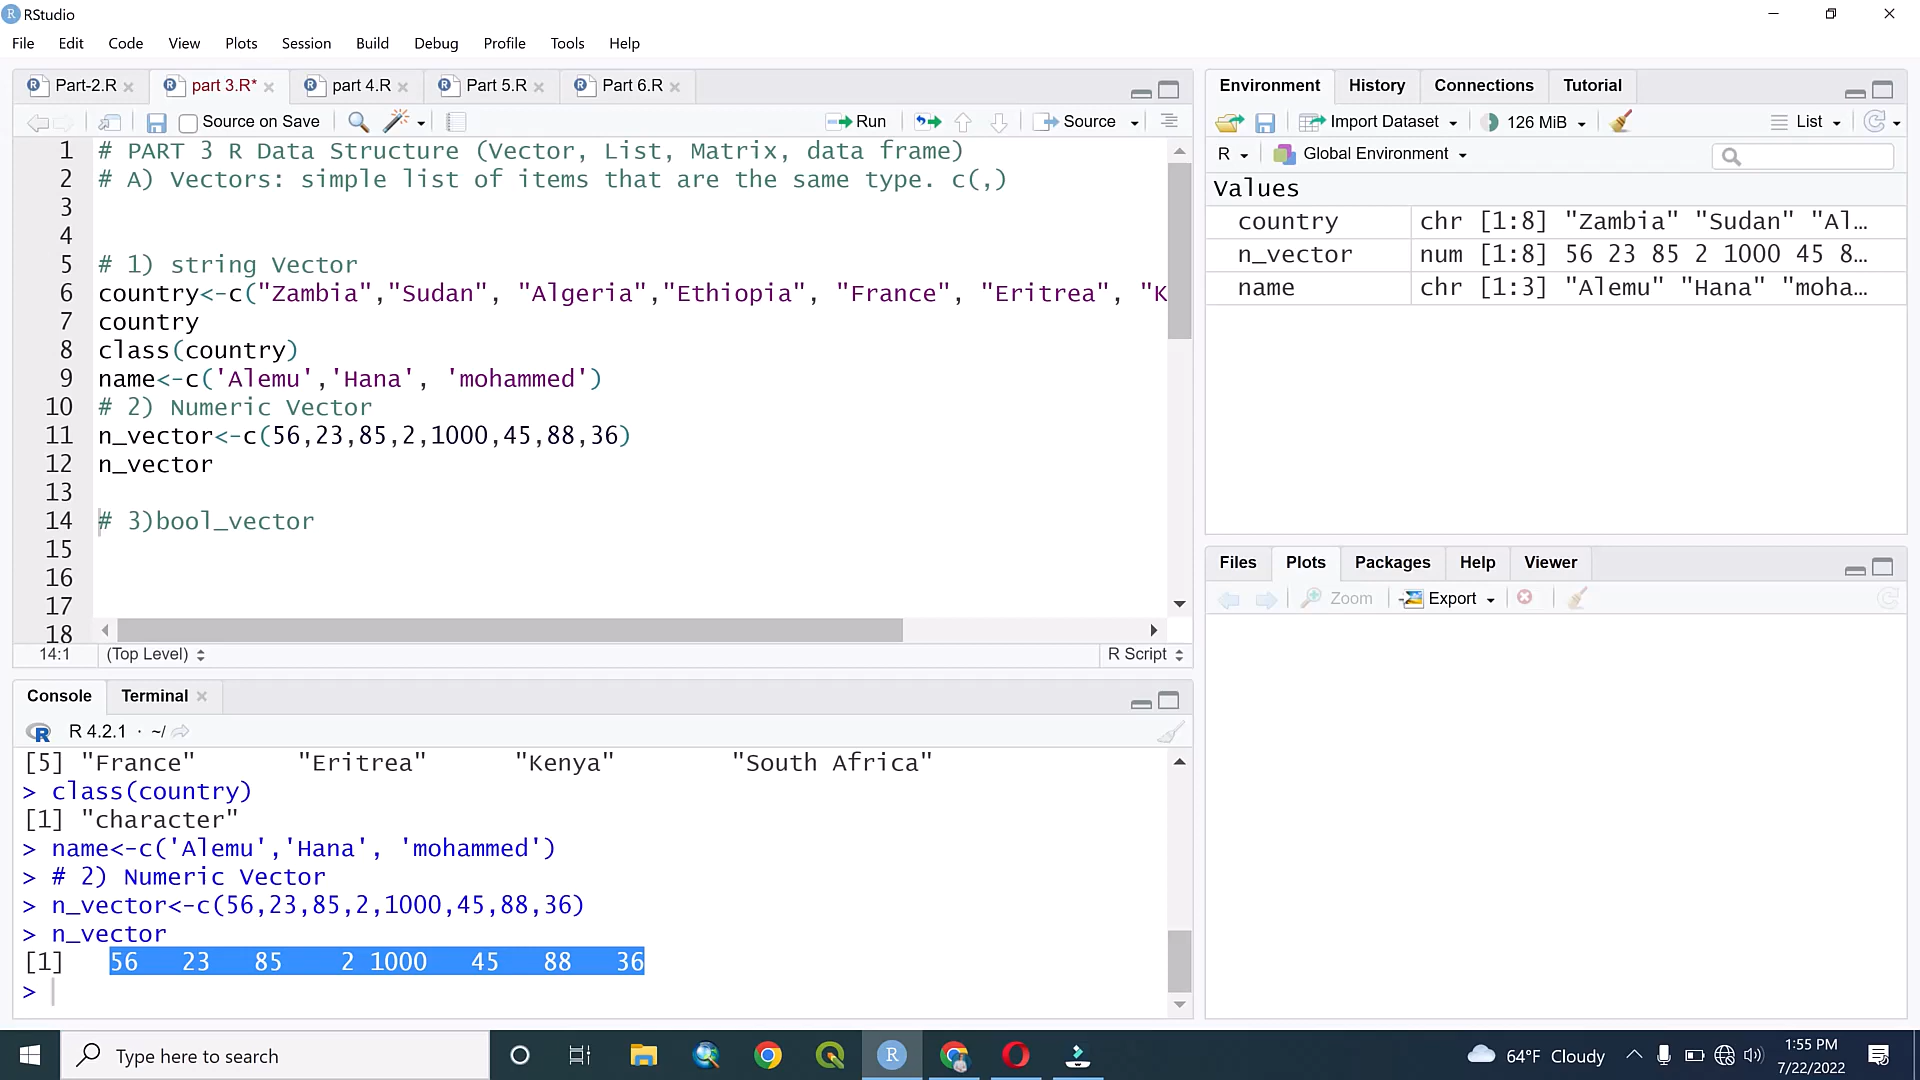 RStudio
File Edit Code View Plots Session Build Debug Profile Tools Help
Part-2.R part 3.R* part 4.R Part 5.R Part 6.R
Source on Save Run Source
1 # PART 3 R Data Structure (Vector, List, Matrix, data frame)
2 # A) Vectors: simple list of items that are the same type. c(,)
3
4
5 # 1) string Vector
6 country<-c("Zambia","Sudan", "Algeria","Ethiopia", "France", "Eritrea", "K
7 country
8 class(country)
9 name<-c('Alemu','Hana', 'mohammed')
10 # 2) Numeric Vector
11 n_vector<-c(56,23,85,2,1000,45,88,36)
12 n_vector
13
14 # 3)bool_vector
15
16
17
18
14:1 (Top Level) R Script
Console Terminal
R 4.2.1 · ~/
[5] "France" "Eritrea" "Kenya" "South Africa"
> class(country)
[1] "character"
> name<-c('Alemu','Hana', 'mohammed')
> # 2) Numeric Vector
> n_vector<-c(56,23,85,2,1000,45,88,36)
> n_vector
[1] 56 23 85 2 1000 45 88 36
>
Environment History Connections Tutorial
Import Dataset 126 MiB List
R Global Environment
Values
country chr [1:8] "Zambia" "Sudan" "Al…
n_vector num [1:8] 56 23 85 2 1000 45 8…
name chr [1:3] "Alemu" "Hana" "moha…
Files Plots Packages Help Viewer
Zoom Export
Type here to search
64°F Cloudy
1:55 PM
7/22/2022